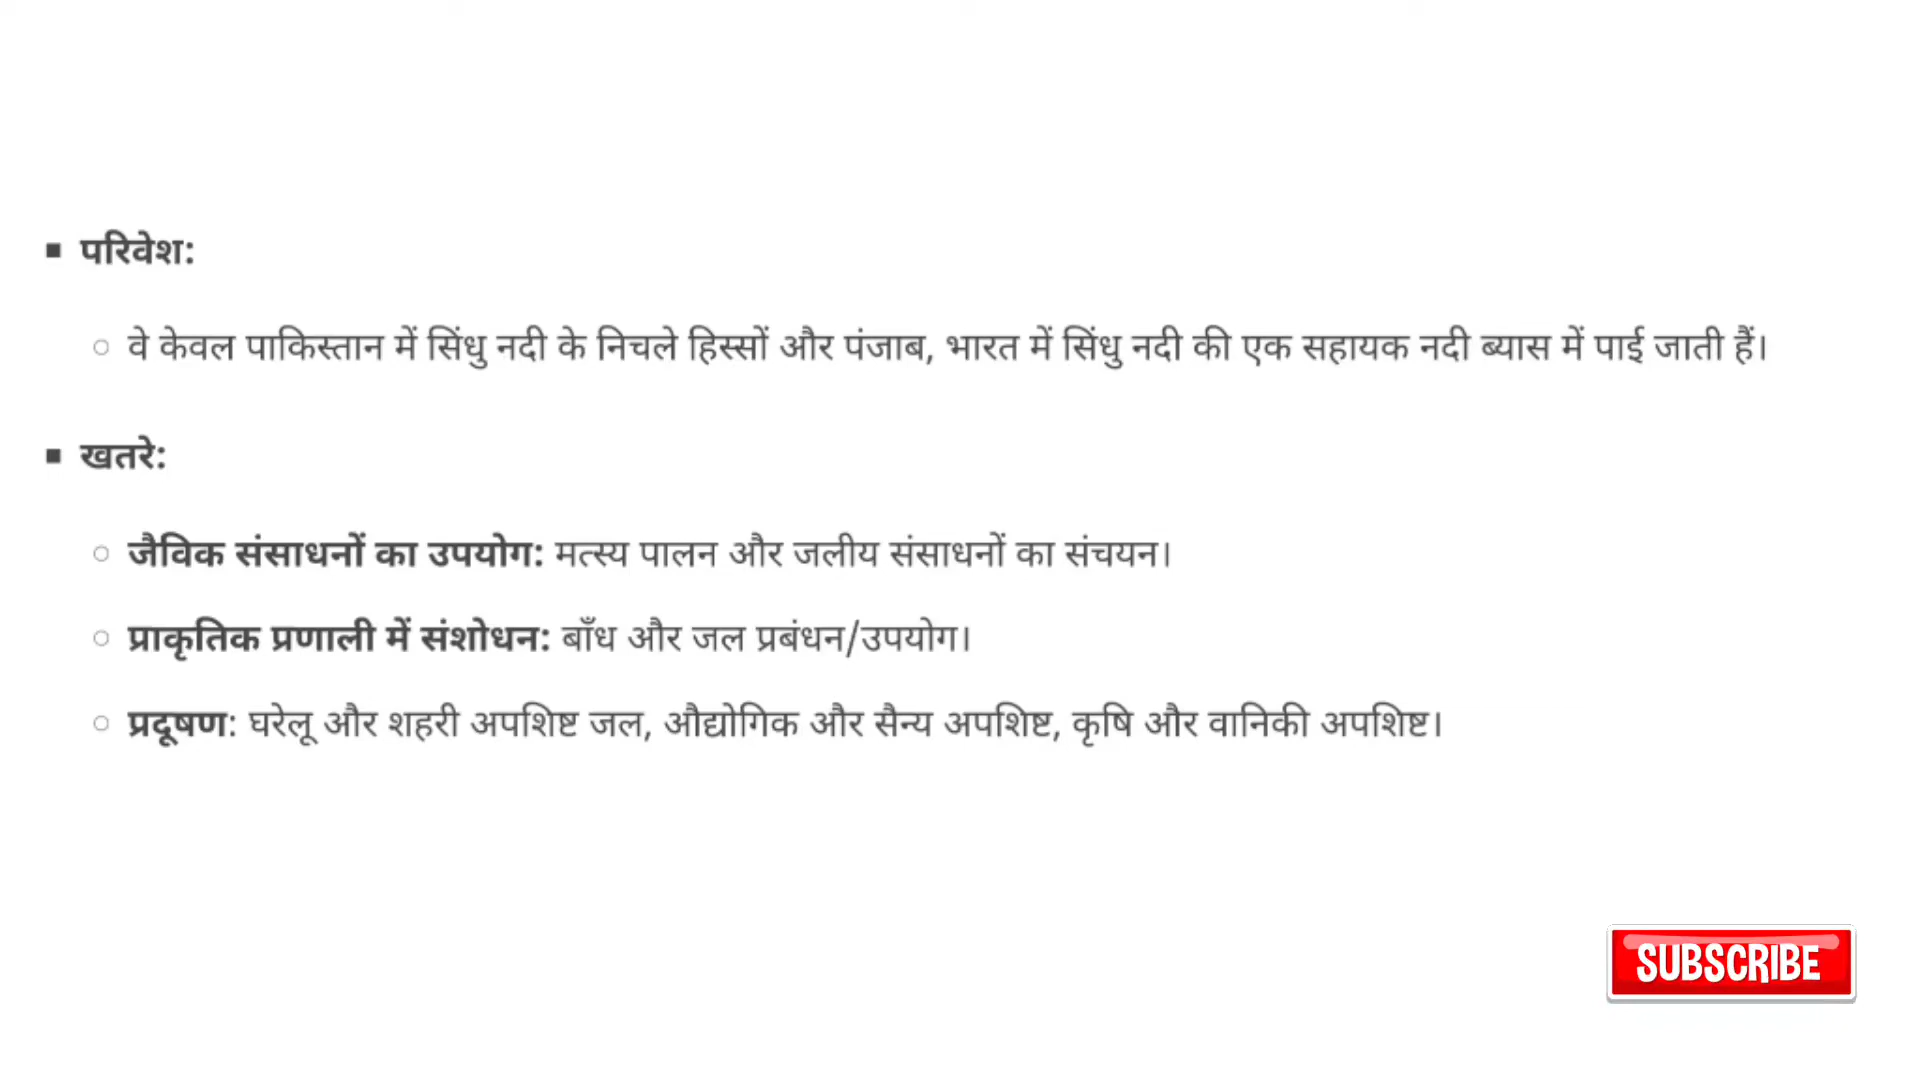 ▪ परिवेश:
○ वे केवल पाकिस्तान में सिंधु नदी के निचले हिस्सों और पंजाब, भारत में सिंधु नदी की एक सहायक नदी ब्यास में पाई जाती हैं।
▪ खतरे:
○ जैविक संसाधनों का उपयोग: मत्स्य पालन और जलीय संसाधनों का संचयन।
○ प्राकृतिक प्रणाली में संशोधन: बाँध और जल प्रबंधन/उपयोग।
○ प्रदूषण: घरेलू और शहरी अपशिष्ट जल, औद्योगिक और सैन्य अपशिष्ट, कृषि और वानिकी अपशिष्ट।
SUBSCRIBE